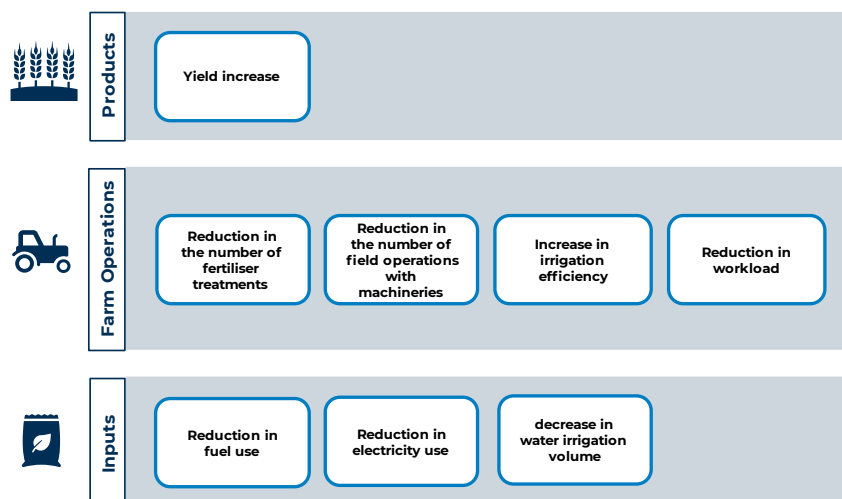 Products
Yield increase
Farm Operations
Reduction in
the number of
fertiliser
treatments
Reduction in
the number of
field operations
with
machineries
Increase in
irrigation
efficiency
Reduction in
workload
Inputs
Reduction in
fuel use
Reduction in
electricity use
decrease in
water irrigation
volume